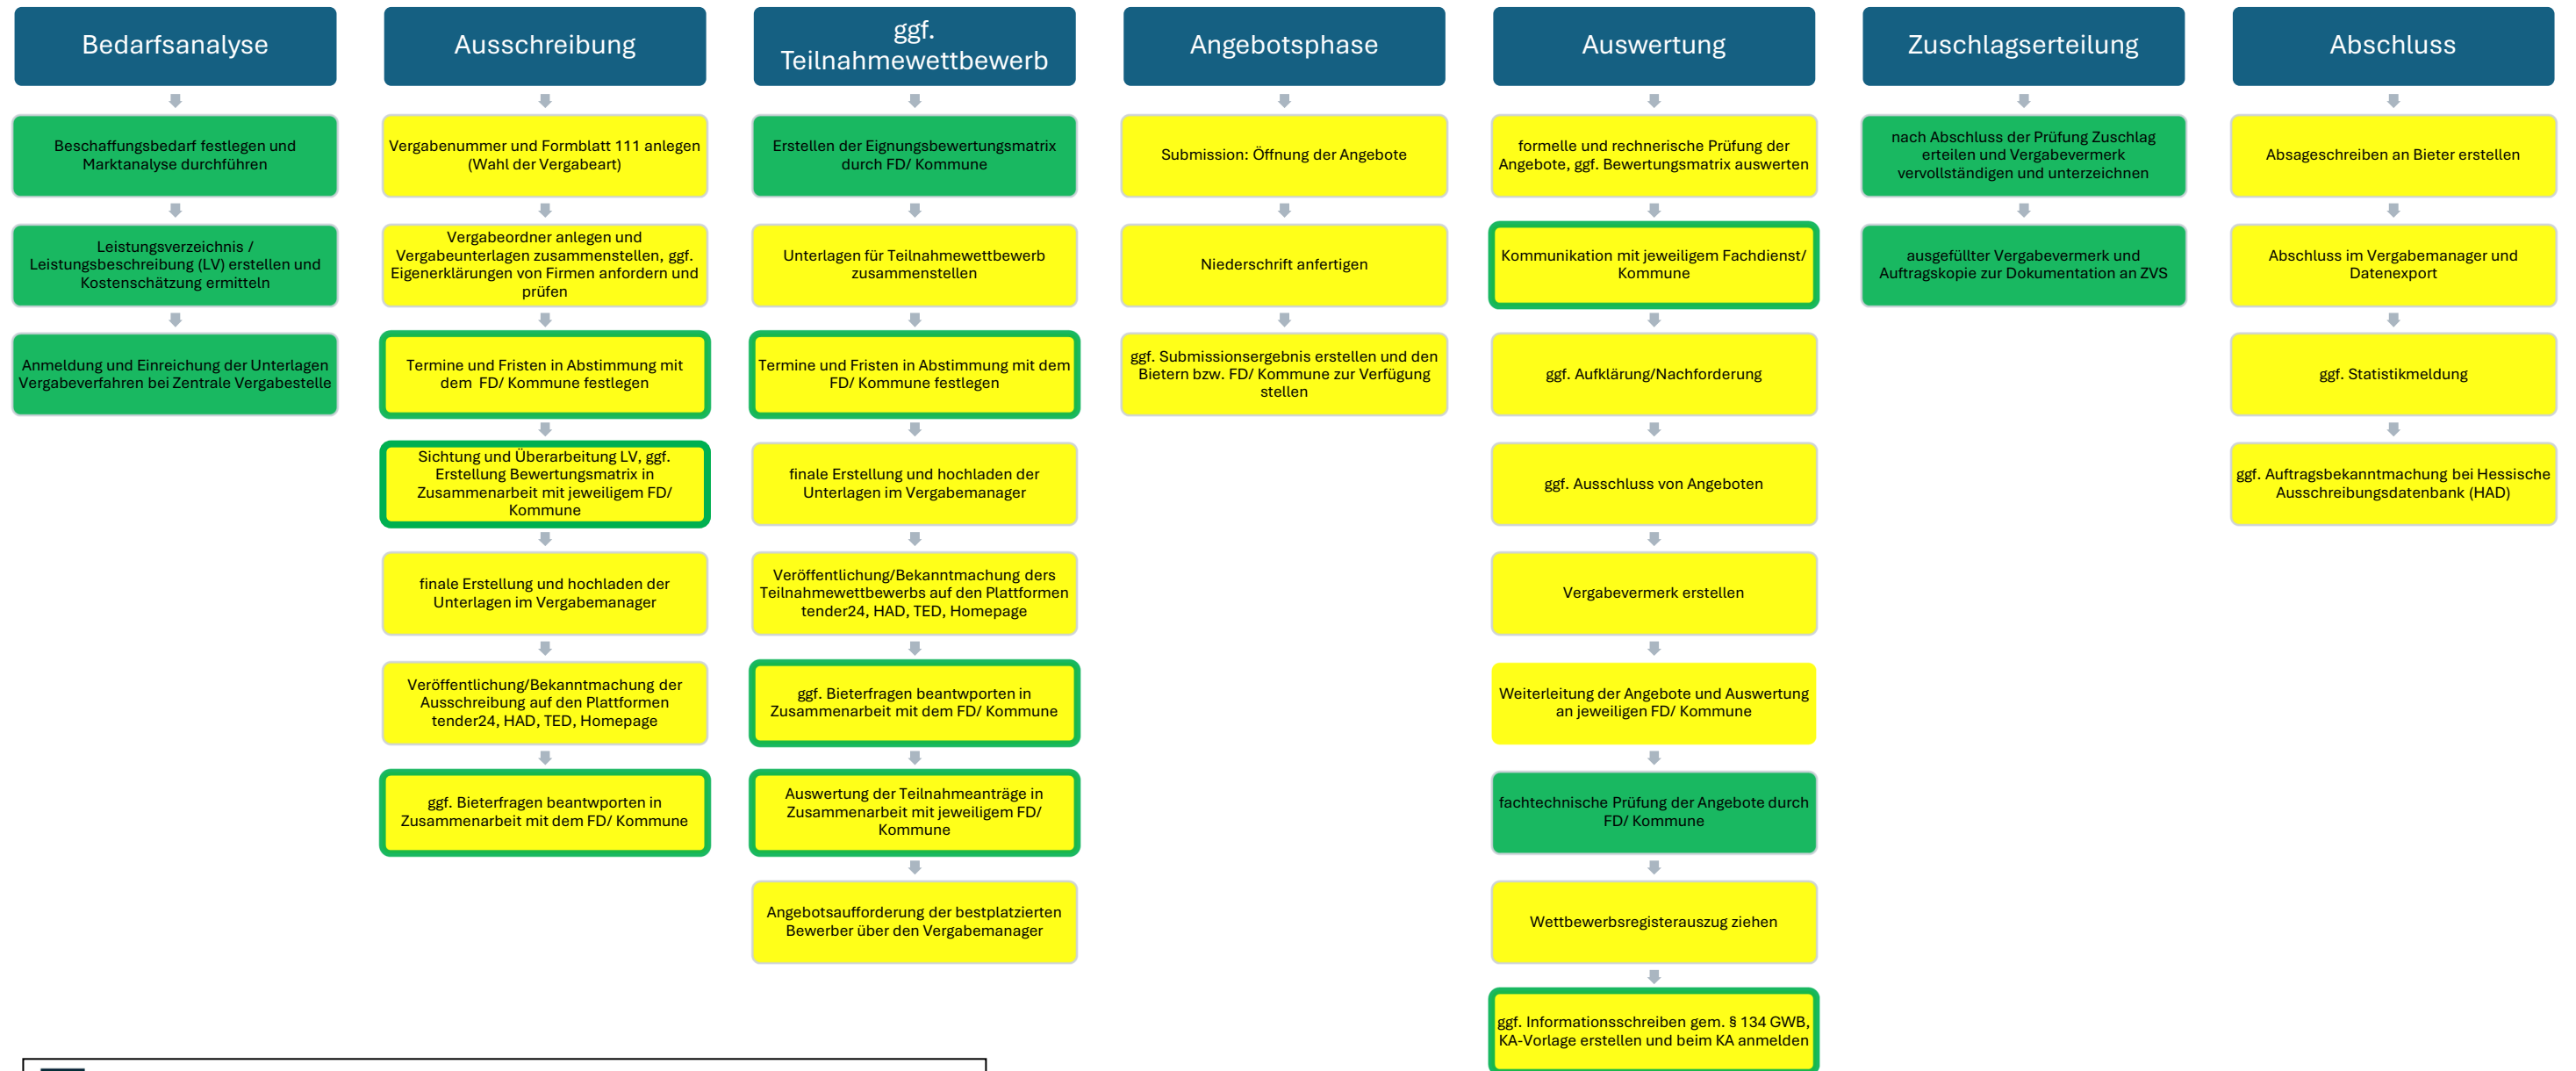 Bedarfsanalyse
Beschaffungsbedarf festlegen und
Marktanalyse durchführen
Leistungsverzeichnis /
Leistungsbeschreibung (LV) erstellen und
Kostenschätzung ermitteln
Anmeldung und Einreichung der Unterlagen
Vergabeverfahren bei Zentrale Vergabestelle
Ausschreibung
Vergabenummer und Formblatt 111 anlegen
(Wahl der Vergabeart)
Vergabeordner anlegen und
Vergabeunterlagen zusammenstellen, ggf.
Eigenerklärungen von Firmen anfordern und
prüfen
Termine und Fristen in Abstimmung mit
dem FD/ Kommune festlegen
Sichtung und Überarbeitung LV, ggf.
Erstellung Bewertungsmatrix in
Zusammenarbeit mit jeweiligem FD/
Kommune
finale Erstellung und hochladen der
Unterlagen im Vergabemanager
Veröffentlichung/Bekanntmachung der
Ausschreibung auf den Plattformen
tender24, HAD, TED, Homepage
ggf. Bieterfragen beantwporten in
Zusammenarbeit mit dem FD/ Kommune
ggf.
Teilnahmewettbewerb
Erstellen der Eignungsbewertungsmatrix
durch FD/ Kommune
Unterlagen für Teilnahmewettbewerb
zusammenstellen
Termine und Fristen in Abstimmung mit dem
FD/ Kommune festlegen
finale Erstellung und hochladen der
Unterlagen im Vergabemanager
Veröffentlichung/Bekanntmachung ders
Teilnahmewettbewerbs auf den Plattformen
tender24, HAD, TED, Homepage
ggf. Bieterfragen beantwporten in
Zusammenarbeit mit dem FD/ Kommune
Auswertung der Teilnahmeanträge in
Zusammenarbeit mit jeweiligem FD/
Kommune
Angebotsaufforderung der bestplatzierten
Bewerber über den Vergabemanager
Angebotsphase
Submission: Öffnung der Angebote
Niederschrift anfertigen
ggf. Submissionsergebnis erstellen und den
Bietern bzw. FD/ Kommune zur Verfügung
stellen
Auswertung
formelle und rechnerische Prüfung der
Angebote, ggf. Bewertungsmatrix auswerten
Kommunikation mit jeweiligem Fachdienst/
Kommune
ggf. Aufklärung/Nachforderung
ggf. Ausschluss von Angeboten
Vergabevermerk erstellen
Weiterleitung der Angebote und Auswertung
an jeweiligen FD/ Kommune
fachtechnische Prüfung der Angebote durch
FD/ Kommune
Wettbewerbsregisterauszug ziehen
ggf. Informationsschreiben gem. § 134 GWB,
KA-Vorlage erstellen und beim KA anmelden
Zuschlagserteilung
nach Abschluss der Prüfung Zuschlag
erteilen und Vergabevermerk
vervollständigen und unterzeichnen
ausgefüllter Vergabevermerk und
Auftragskopie zur Dokumentation an ZVS
Abschluss
Absageschreiben an Bieter erstellen
Abschluss im Vergabemanager und
Datenexport
ggf. Statistikmeldung
ggf. Auftragsbekanntmachung bei Hessische
Ausschreibungsdatenbank (HAD)